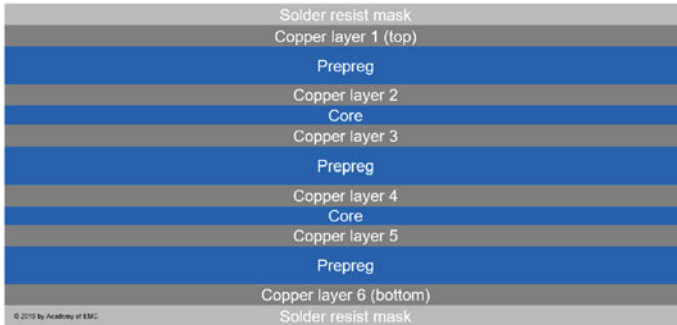 Solder resist mask
Copper layer 1 (top)
Prepreg
Copper layer 2
Core
Copper layer 3
Prepreg
Copper layer 4
Core
Copper layer 5
Prepreg
Copper layer 6 (bottom)
© 2019 by Academy of EMC
Solder resist mask